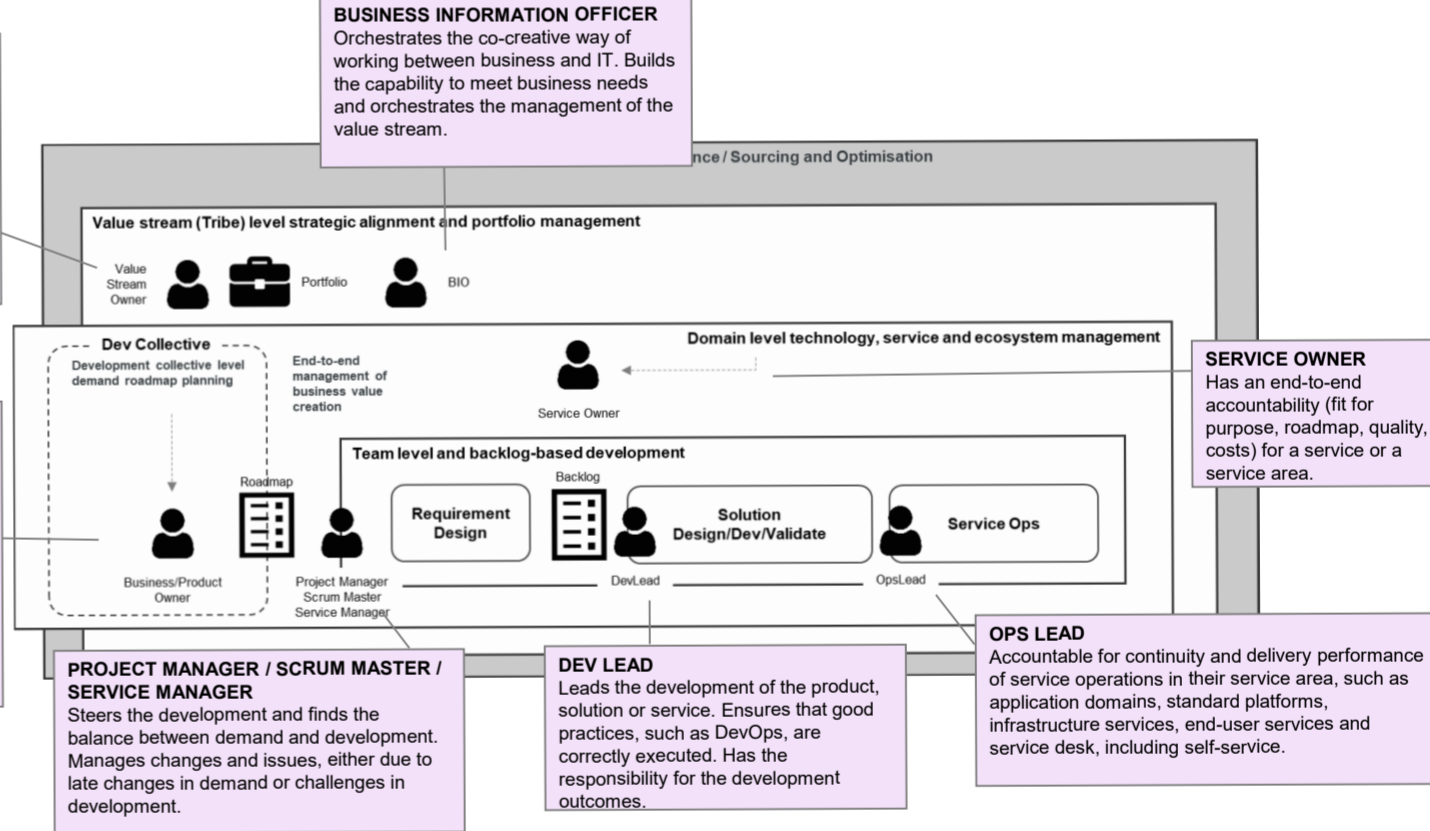 BUSINESS INFORMATION OFFICER
Orchestrates the co-creative way of
working between business and IT. Builds
the capability to meet business needs
and orchestrates the management of the
value stream.
/ Sourcing and Optimisation
Value stream (Tribe) level strategic alignment and portfolio management
Value
Stream
Owner
Portfolio
BIO
Domain level technology, service and ecosystem management
Dev Collective
Development collective level
demand roadmap planning
End-to-end
management of
business value
creation
Service Owner
SERVICE OWNER
Has an end-to-end
accountability (fit for
purpose, roadmap, quality,
costs) for a service or a
service area.
Team level and backlog-based development
Roadmap
Backlog
Requirement
Design
Solution
Design/Dev/Validate
Service Ops
Business/Product
Owner
Project Manager
Scrum Master
Service Manager
DevLead
OpsLead
PROJECT MANAGER / SCRUM MASTER /
SERVICE MANAGER
Steers the development and finds the
balance between demand and development.
Manages changes and issues, either due to
late changes in demand or challenges in
development.
DEV LEAD
Leads the development of the product,
solution or service. Ensures that good
practices, such as DevOps, are
correctly executed. Has the
responsibility for the development
outcomes.
OPS LEAD
Accountable for continuity and delivery performance
of service operations in their service area, such as
application domains, standard platforms,
infrastructure services, end-user services and
service desk, including self-service.